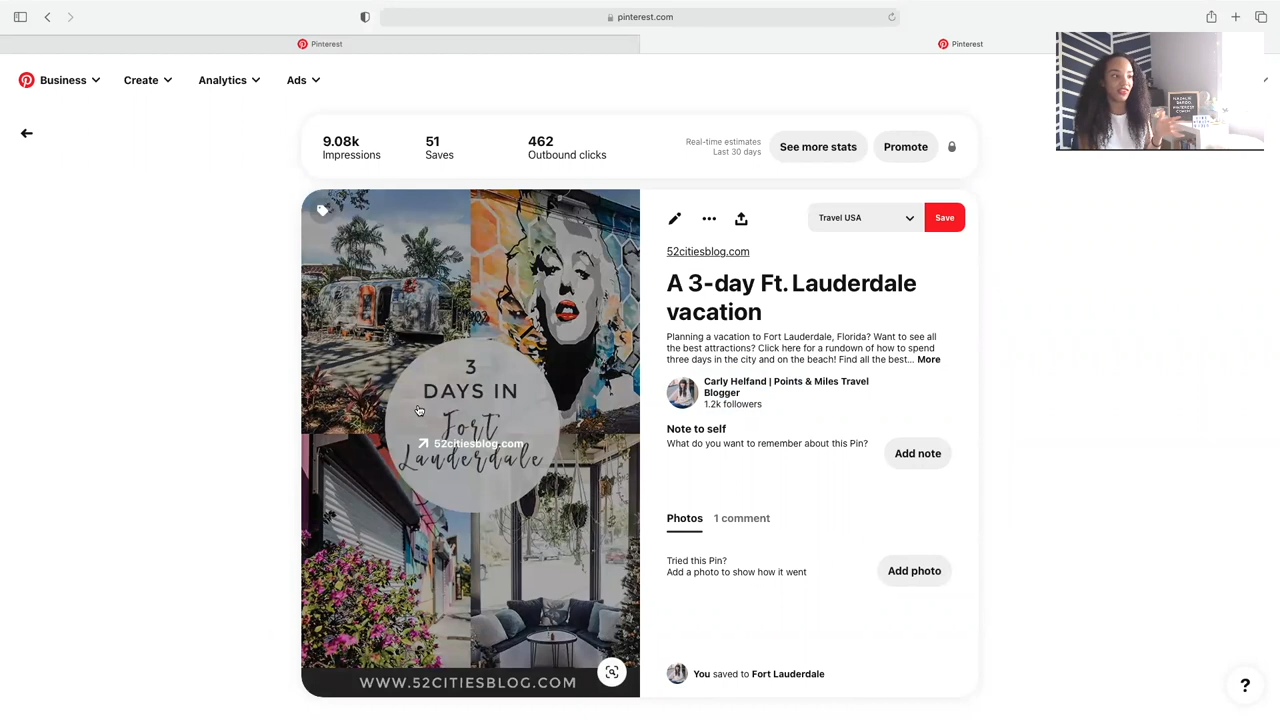 pinterest.com
Pinterest
Pinterest
Business
Create
Analytics
Ads
9.08k
Impressions
51
Saves
462
Outbound clicks
Real-time estimates
Last 30 days
See more stats
Promote
Travel USA
Save
52citiesblog.com
A 3-day Ft. Lauderdale
vacation
Planning a vacation to Fort Lauderdale, Florida? Want to see all
the best attractions? Click here for a rundown of how to spend
three days in the city and on the beach! Find all the best... More
Carly Helfand | Points & Miles Travel
Blogger
1.2k followers
Note to self
What do you want to remember about this Pin?
Add note
Photos
1 comment
Tried this Pin?
Add a photo to show how it went
Add photo
You saved to Fort Lauderdale
3
DAYS IN
Fort
52citiesblog.com
Lauderdale
WWW.52CITIESBLOG.COM
?